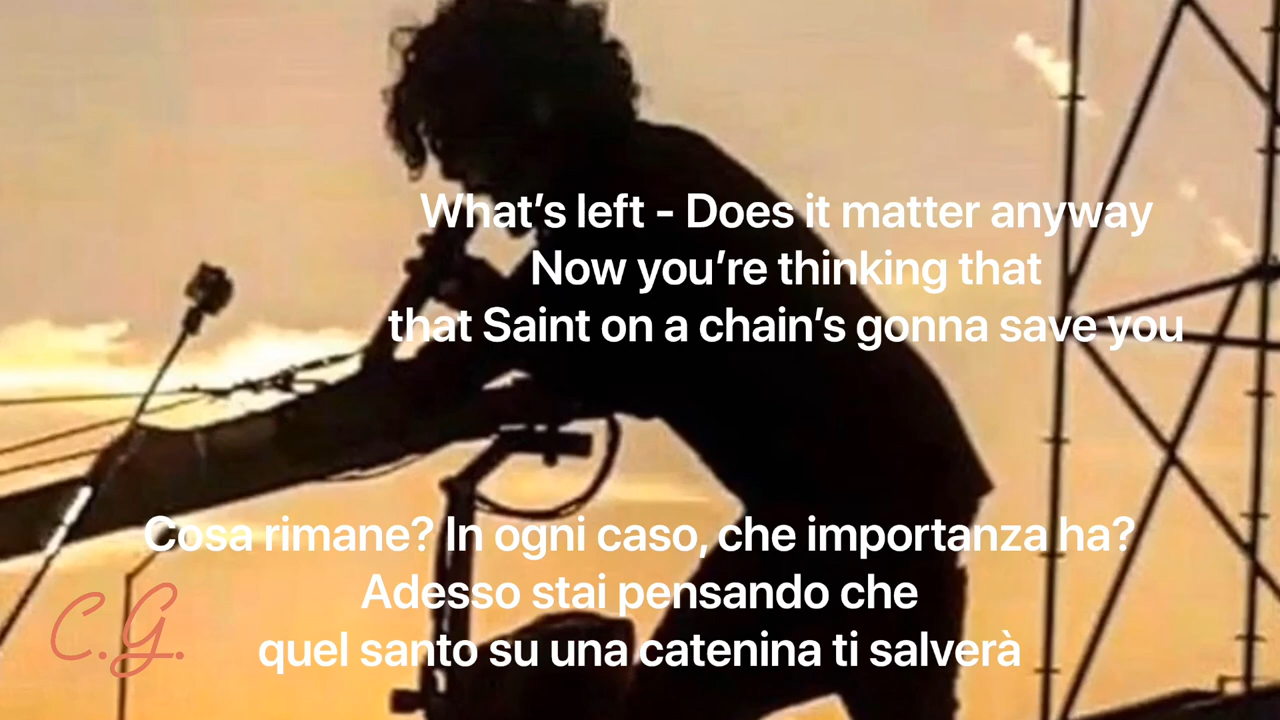 What's left - Does it matter anyway
Now you're thinking that
that Saint on a chain's gonna save you
Cosa rimane? In ogni caso, che importanza ha?
Adesso stai pensando che
quel santo su una catenina ti salverà
C.G.